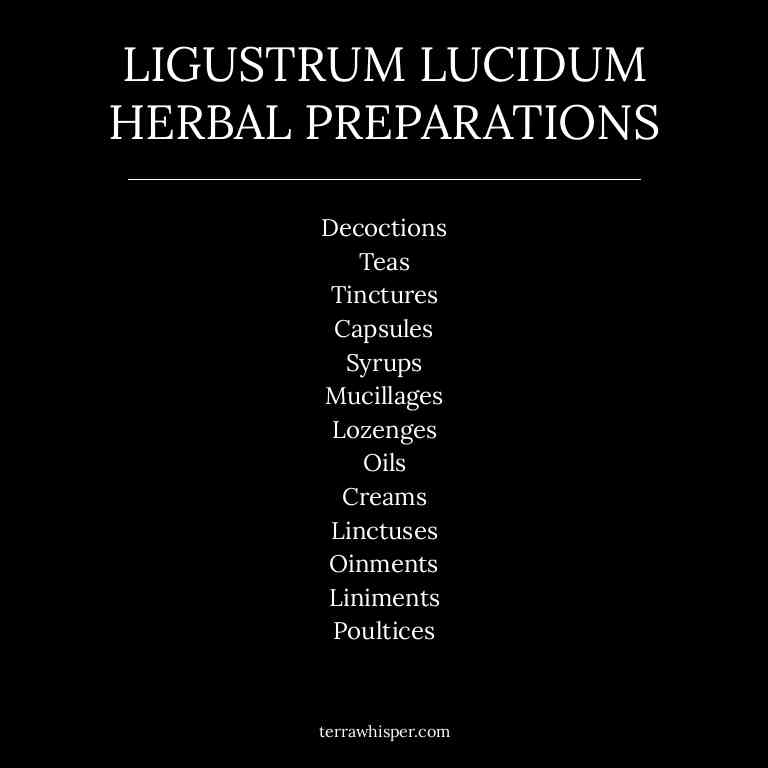 LIGUSTRUM LUCIDUM
HERBAL PREPARATIONS
Decoctions
Teas
Tinctures
Capsules
Syrups
Mucillages
Lozenges
Oils
Creams
Linctuses
Oinments
Liniments
Poultices
terrawhisper.com